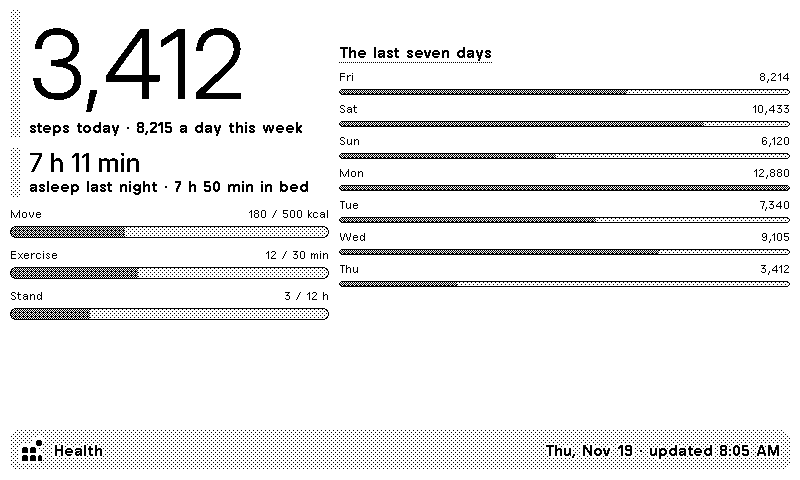 3,412
steps today · 8,215 a day this week
7 h 11 min
asleep last night · 7 h 50 min in bed
Move 180 / 500 kcal
Exercise 12 / 30 min
Stand 3 / 12 h
The last seven days
Fri 8,214
Sat 10,433
Sun 6,120
Mon 12,880
Tue 7,340
Wed 9,105
Thu 3,412
Health Thu, Nov 19 · updated 8:05 AM